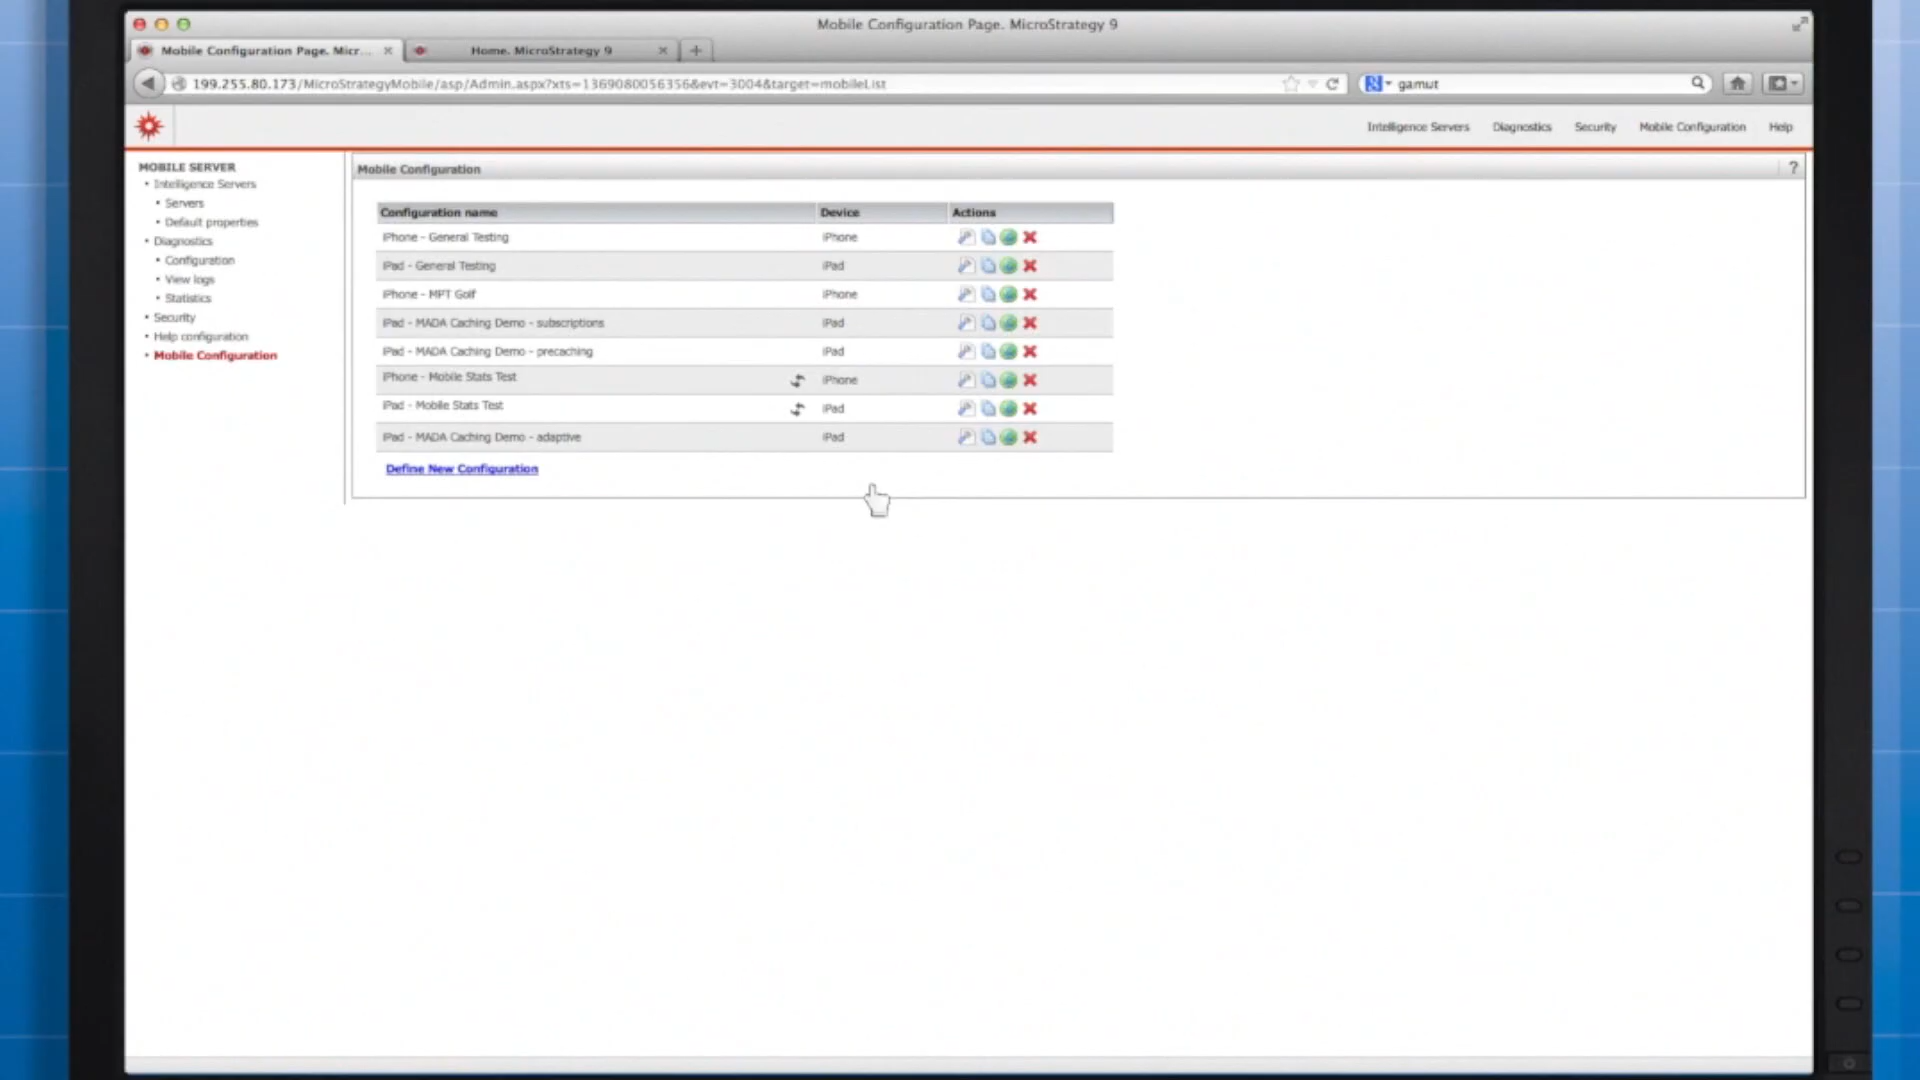 Mobile Configuration Page. MicroStrategy 9
Mobile Configuration Page. Micr...
Home. MicroStrategy 9
199.255.80.173/MicroStrategyMobile/asp/Admin.aspx?xts=1369080056356&evt=3004&target=mobileList
gamut
Intelligence Servers Diagnostics Security Mobile Configuration Help
MOBILE SERVER
Intelligence Servers
Servers
Default properties
Diagnostics
Configuration
View logs
Statistics
Security
Help configuration
Mobile Configuration
Mobile Configuration ?
Configuration name Device Actions
iPhone - General Testing iPhone
iPad - General Testing iPad
iPhone - MPT Golf iPhone
iPad - MADA Caching Demo - subscriptions iPad
iPad - MADA Caching Demo - precaching iPad
iPhone - Mobile Stats Test iPhone
iPad - Mobile Stats Test iPad
iPad - MADA Caching Demo - adaptive iPad
Define New Configuration